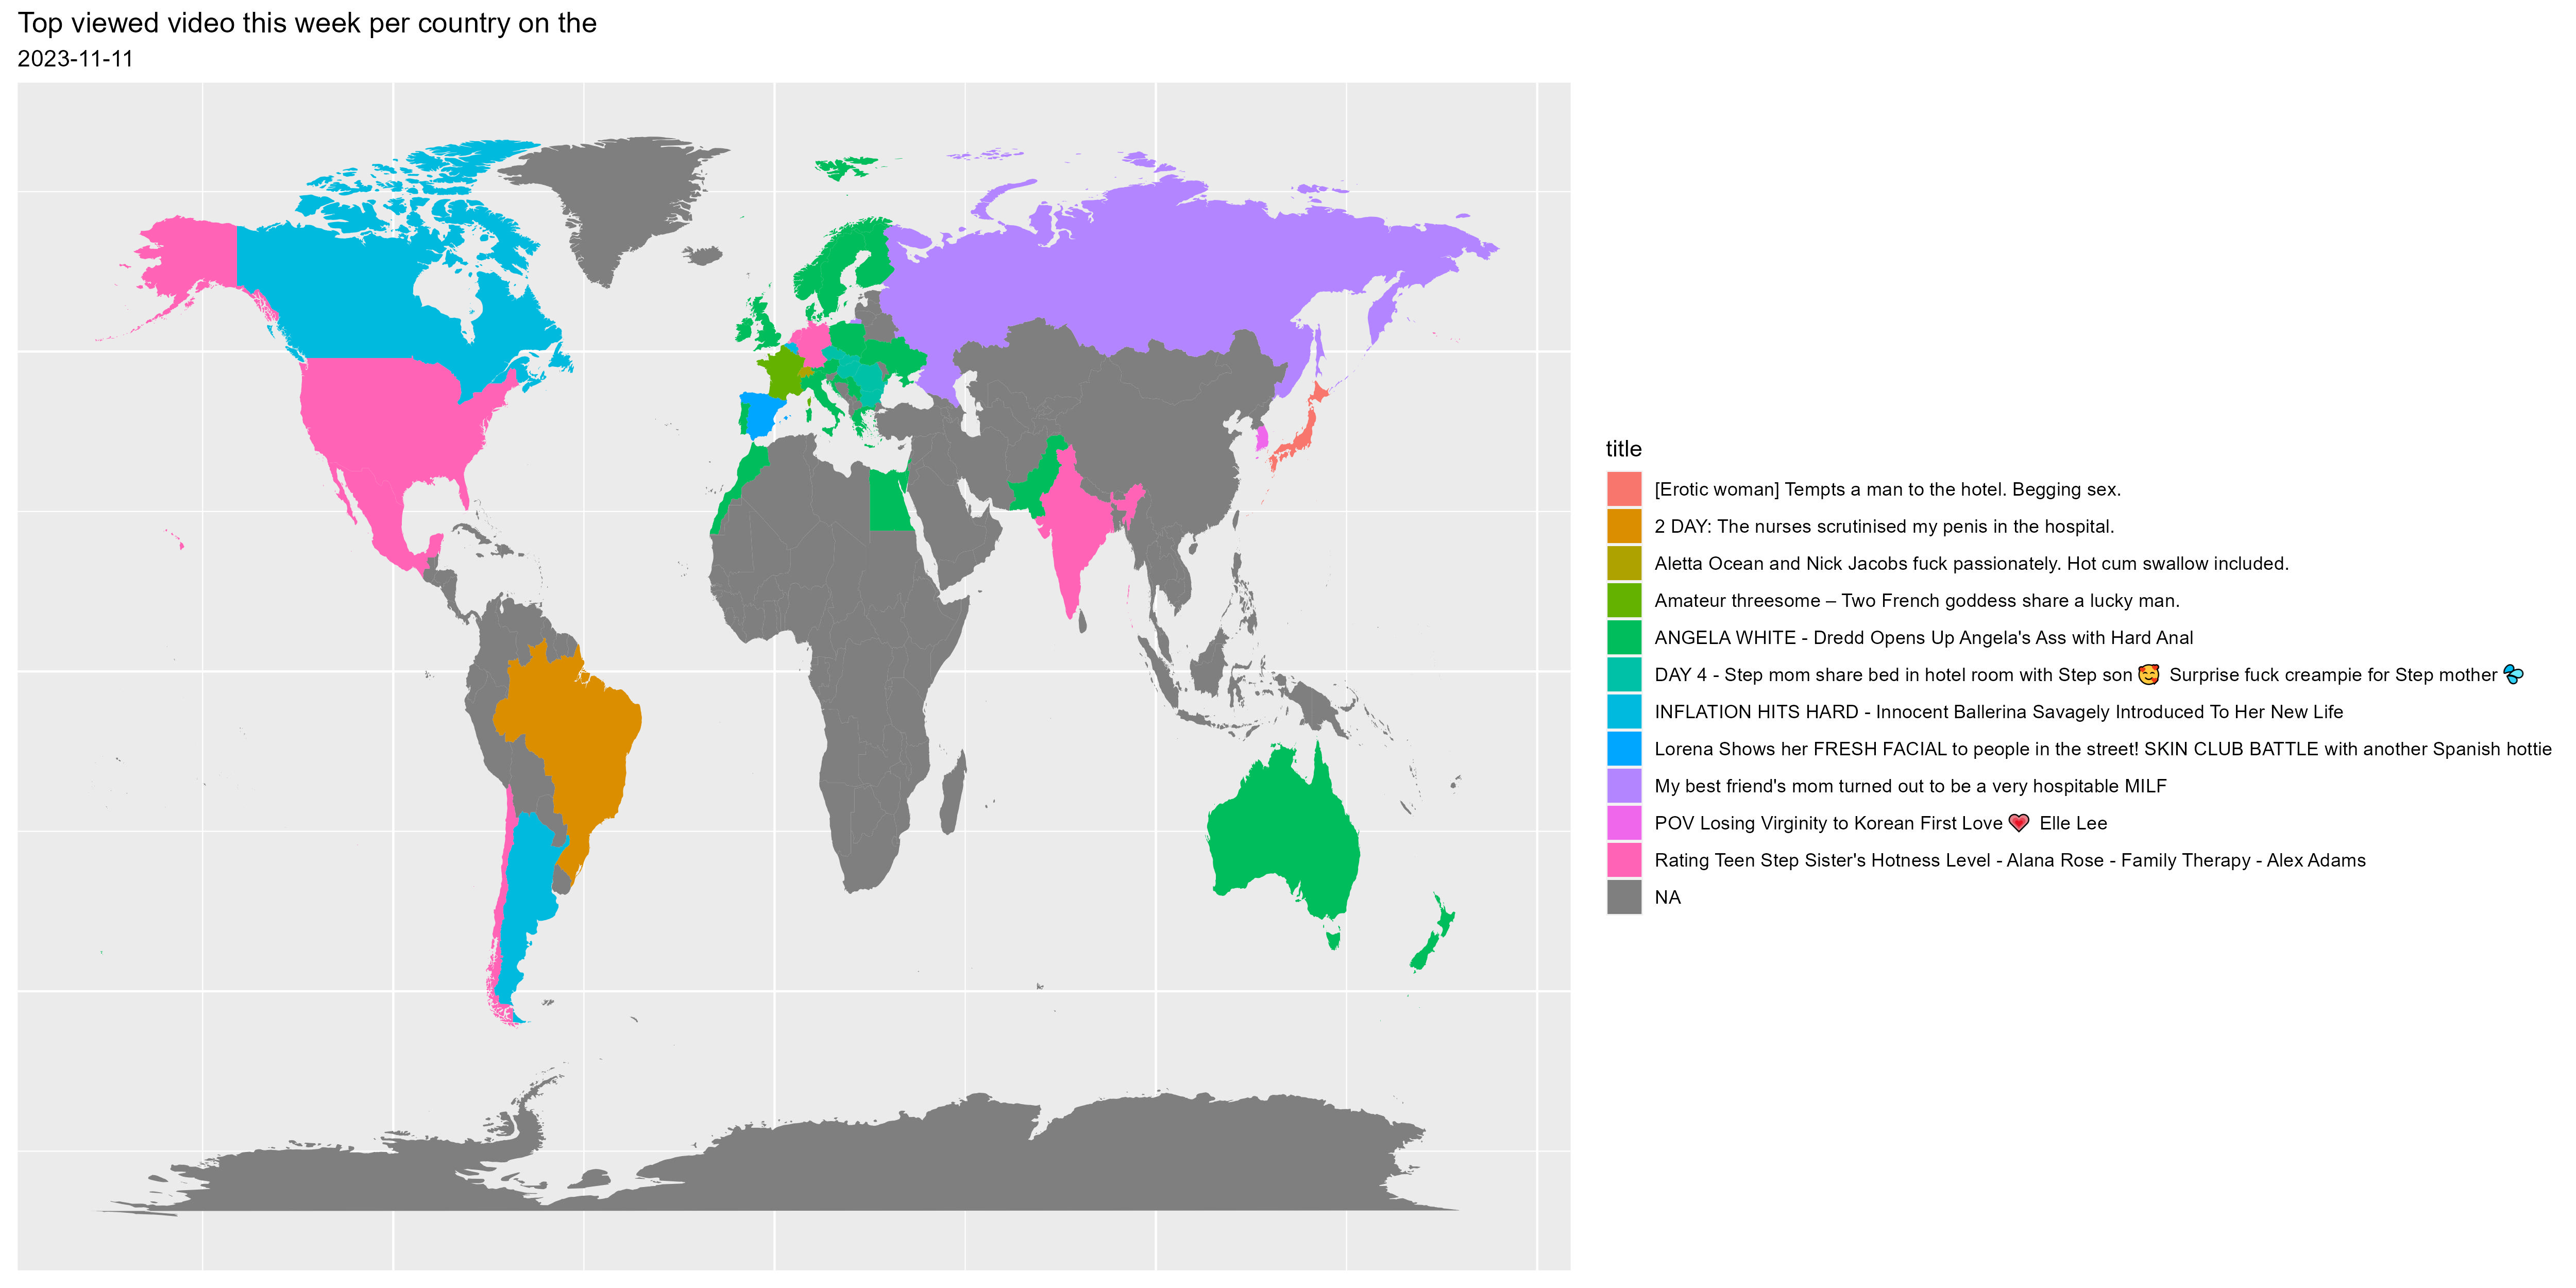 Top viewed video this week per country on the
2023-11-11
title
[Erotic woman] Tempts a man to the hotel. Begging sex.
2 DAY: The nurses scrutinised my penis in the hospital.
Aletta Ocean and Nick Jacobs fuck passionately. Hot cum swallow included.
Amateur threesome – Two French goddess share a lucky man.
ANGELA WHITE - Dredd Opens Up Angela's Ass with Hard Anal
DAY 4 - Step mom share bed in hotel room with Step son 🥰 Surprise fuck creampie for Step mother 💦
INFLATION HITS HARD - Innocent Ballerina Savagely Introduced To Her New Life
Lorena Shows her FRESH FACIAL to people in the street! SKIN CLUB BATTLE with another Spanish hottie
My best friend's mom turned out to be a very hospitable MILF
POV Losing Virginity to Korean First Love 💗 Elle Lee
Rating Teen Step Sister's Hotness Level - Alana Rose - Family Therapy - Alex Adams
NA